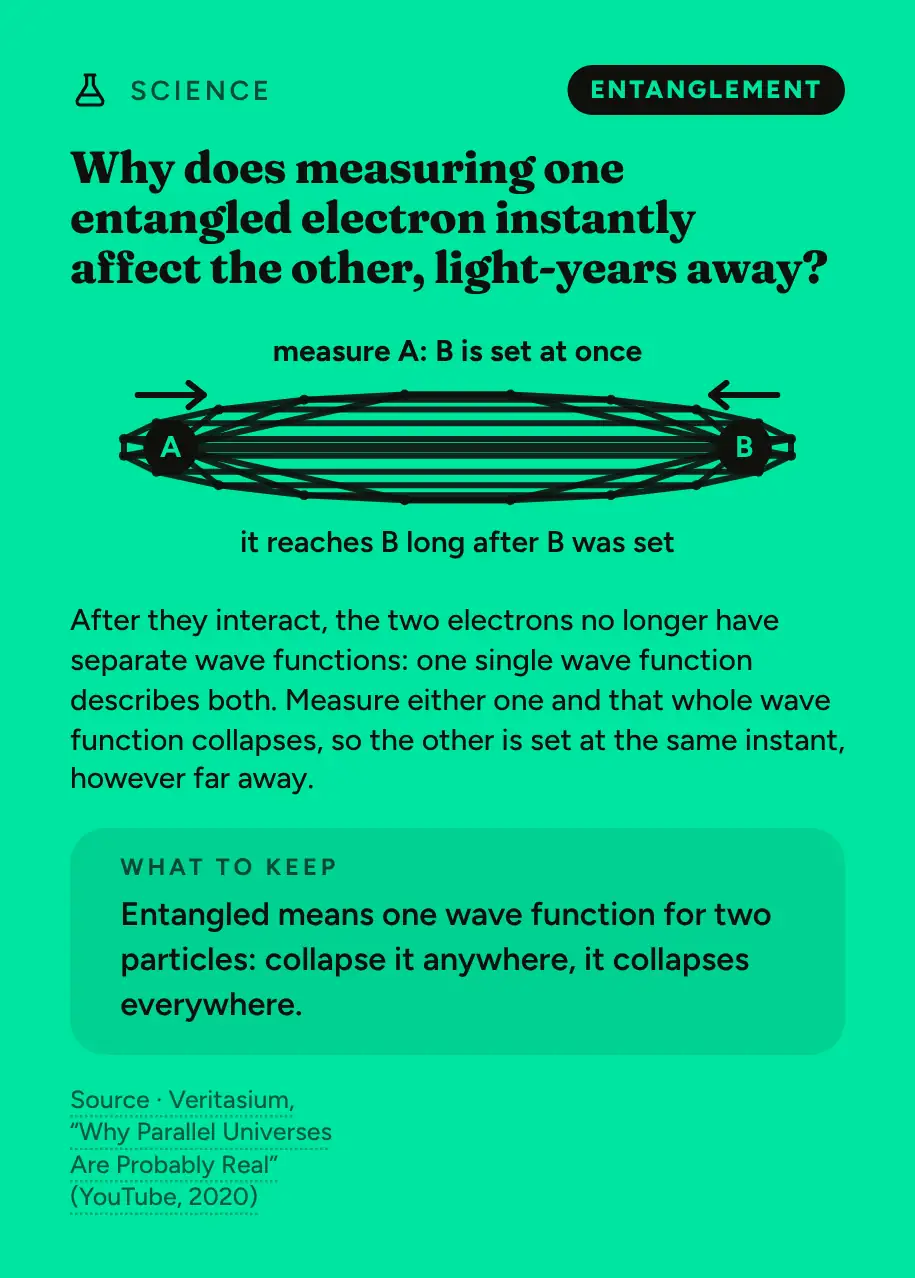 SCIENCE
ENTANGLEMENT
Why does measuring one
entangled electron instantly
affect the other, light-years away?
measure A: B is set at once
A
B
it reaches B long after B was set
After they interact, the two electrons no longer have
separate wave functions: one single wave function
describes both. Measure either one and that whole wave
function collapses, so the other is set at the same instant,
however far away.
WHAT TO KEEP
Entangled means one wave function for two
particles: collapse it anywhere, it collapses
everywhere.
Source · Veritasium,
“Why Parallel Universes
Are Probably Real”
(YouTube, 2020)